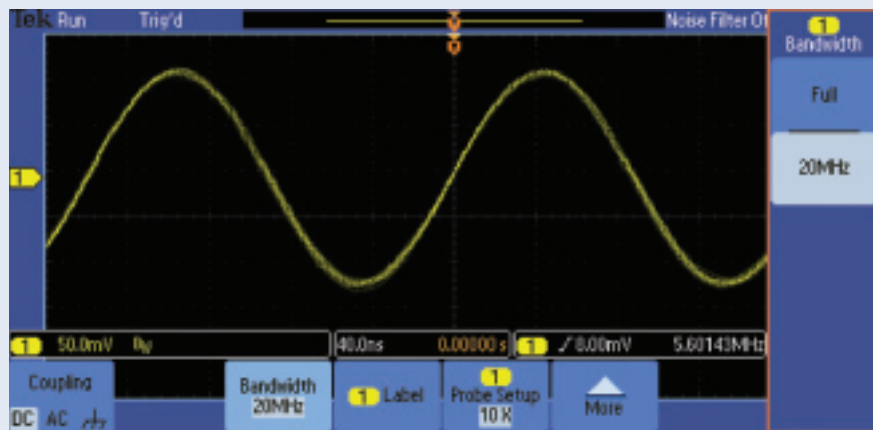 Tek Run Trig'd Noise Filter Of
1
Bandwidth
Full
20MHz
1
1 50.0mV BW 40.0ns 0.00000 s 1 8.00mV 5.60143MHz
Coupling
DC AC
Bandwidth
20MHz
1 Label
1
Probe Setup
10 X
More